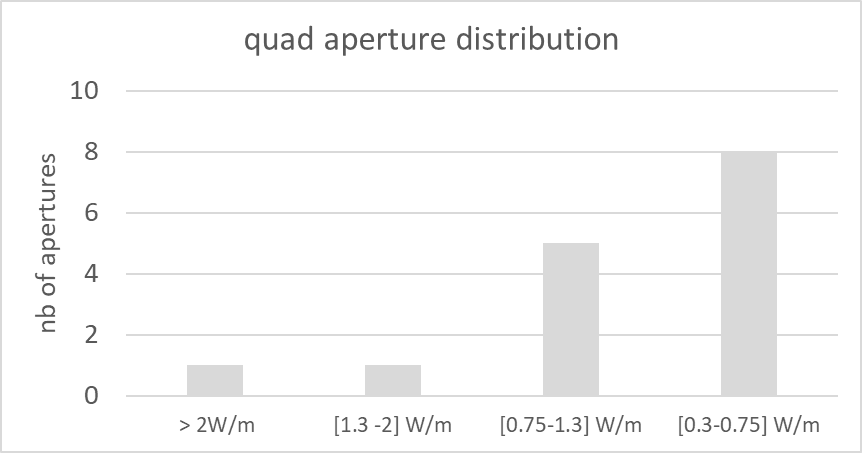 quad aperture distribution
nb of apertures
10
8
6
4
2
0
> 2W/m
[1.3 -2] W/m
[0.75-1.3] W/m
[0.3-0.75] W/m